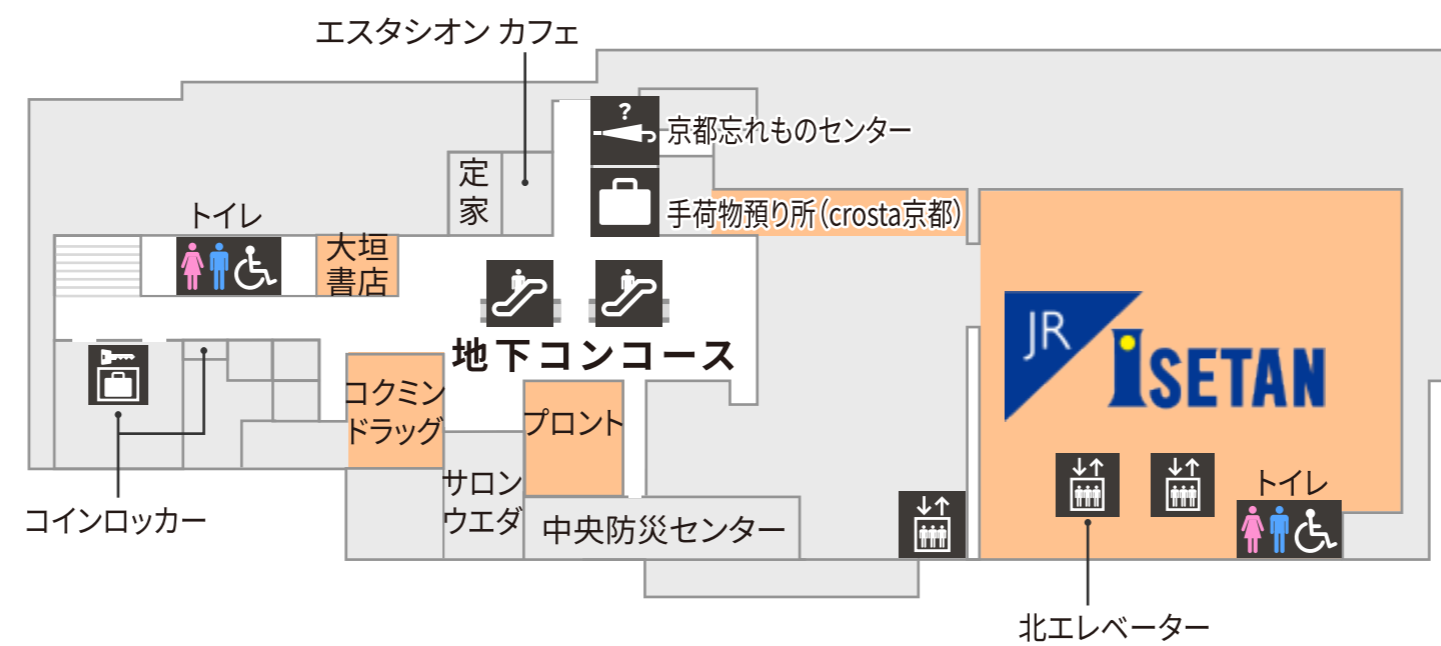 エスタシオン カフェ
?
京都忘れものセンター
定
家
手荷物預り所（crosta京都）
トイレ
大垣
書店
地下コンコース
JR
ISETAN
コクミン
ドラッグ
プロント
サロン
ウエダ
中央防災センター
トイレ
コインロッカー
北エレベーター